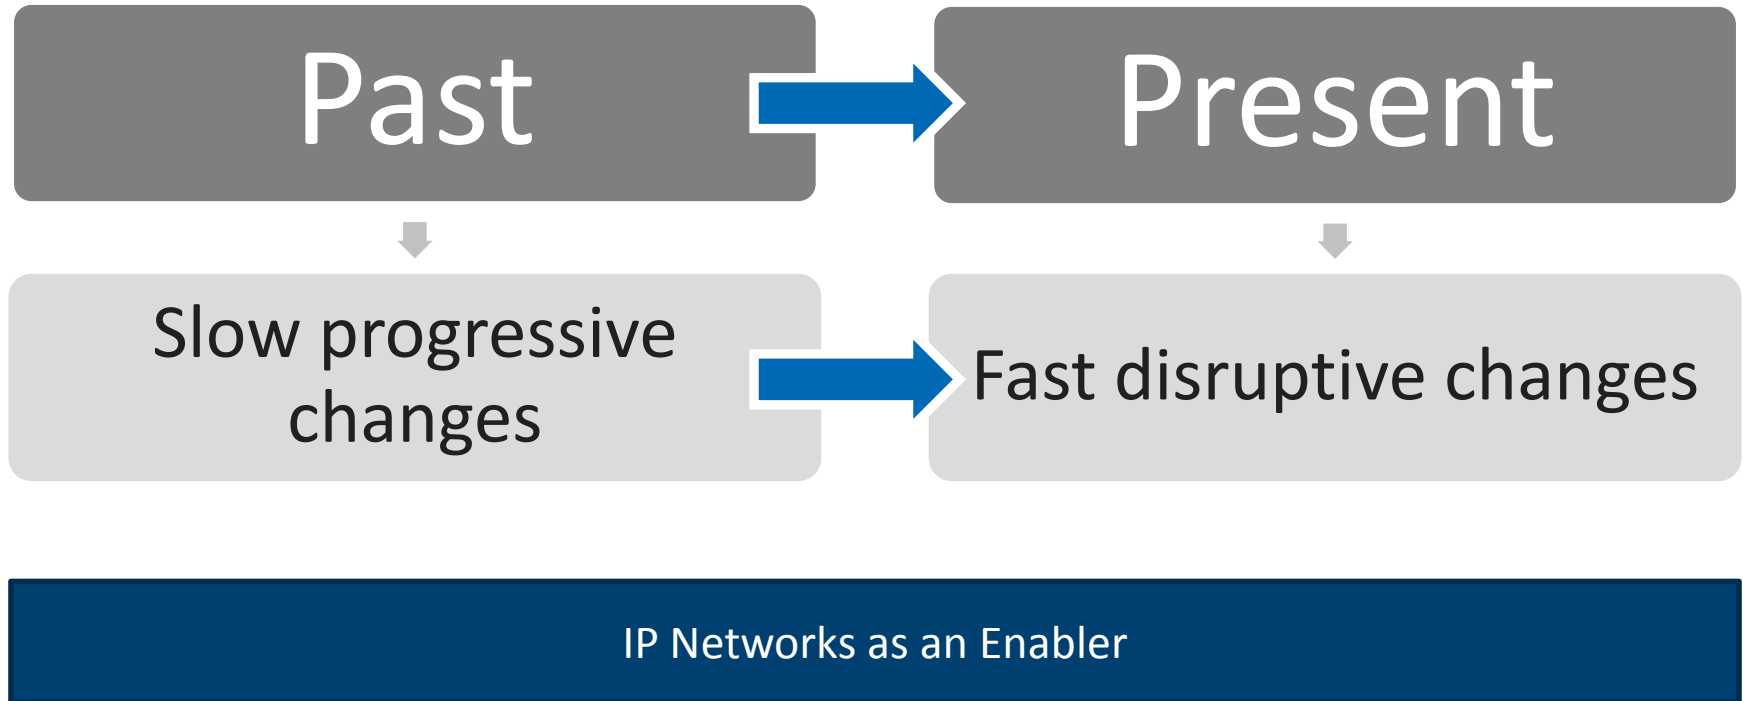 Past
Present
Slow progressive
changes
Fast disruptive changes
IP Networks as an Enabler